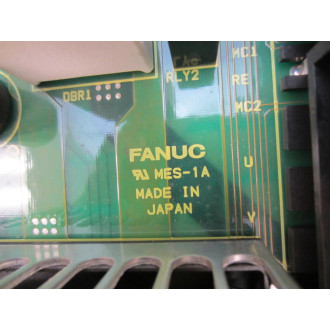 MC1
RLY2
RE
DBR1
MC2
FANUC
MES-1A
U
MADE IN
JAPAN
V